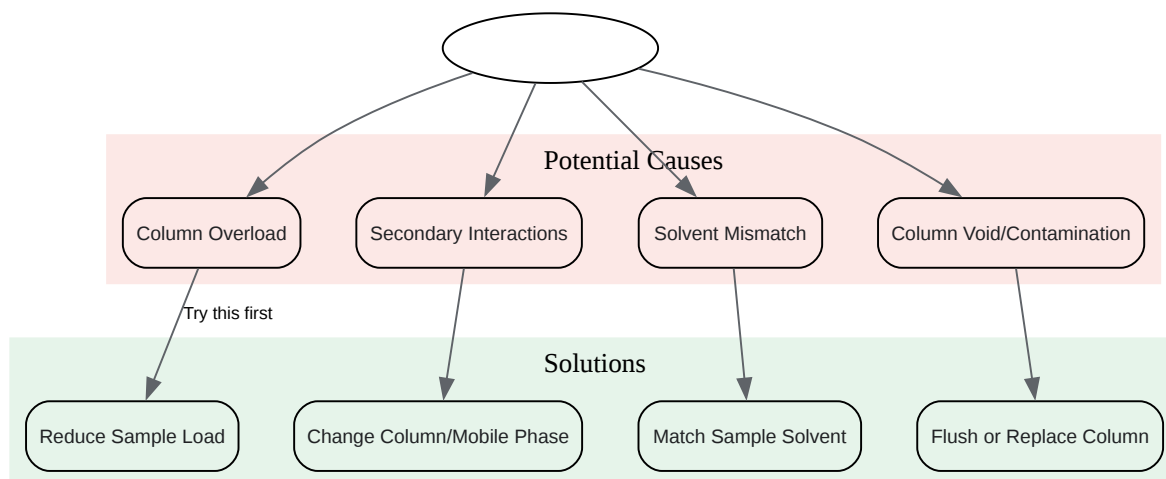 Potential Causes
Column Overload
Secondary Interactions
Solvent Mismatch
Column Void/Contamination
Try this first
Solutions
Reduce Sample Load
Change Column/Mobile Phase
Match Sample Solvent
Flush or Replace Column